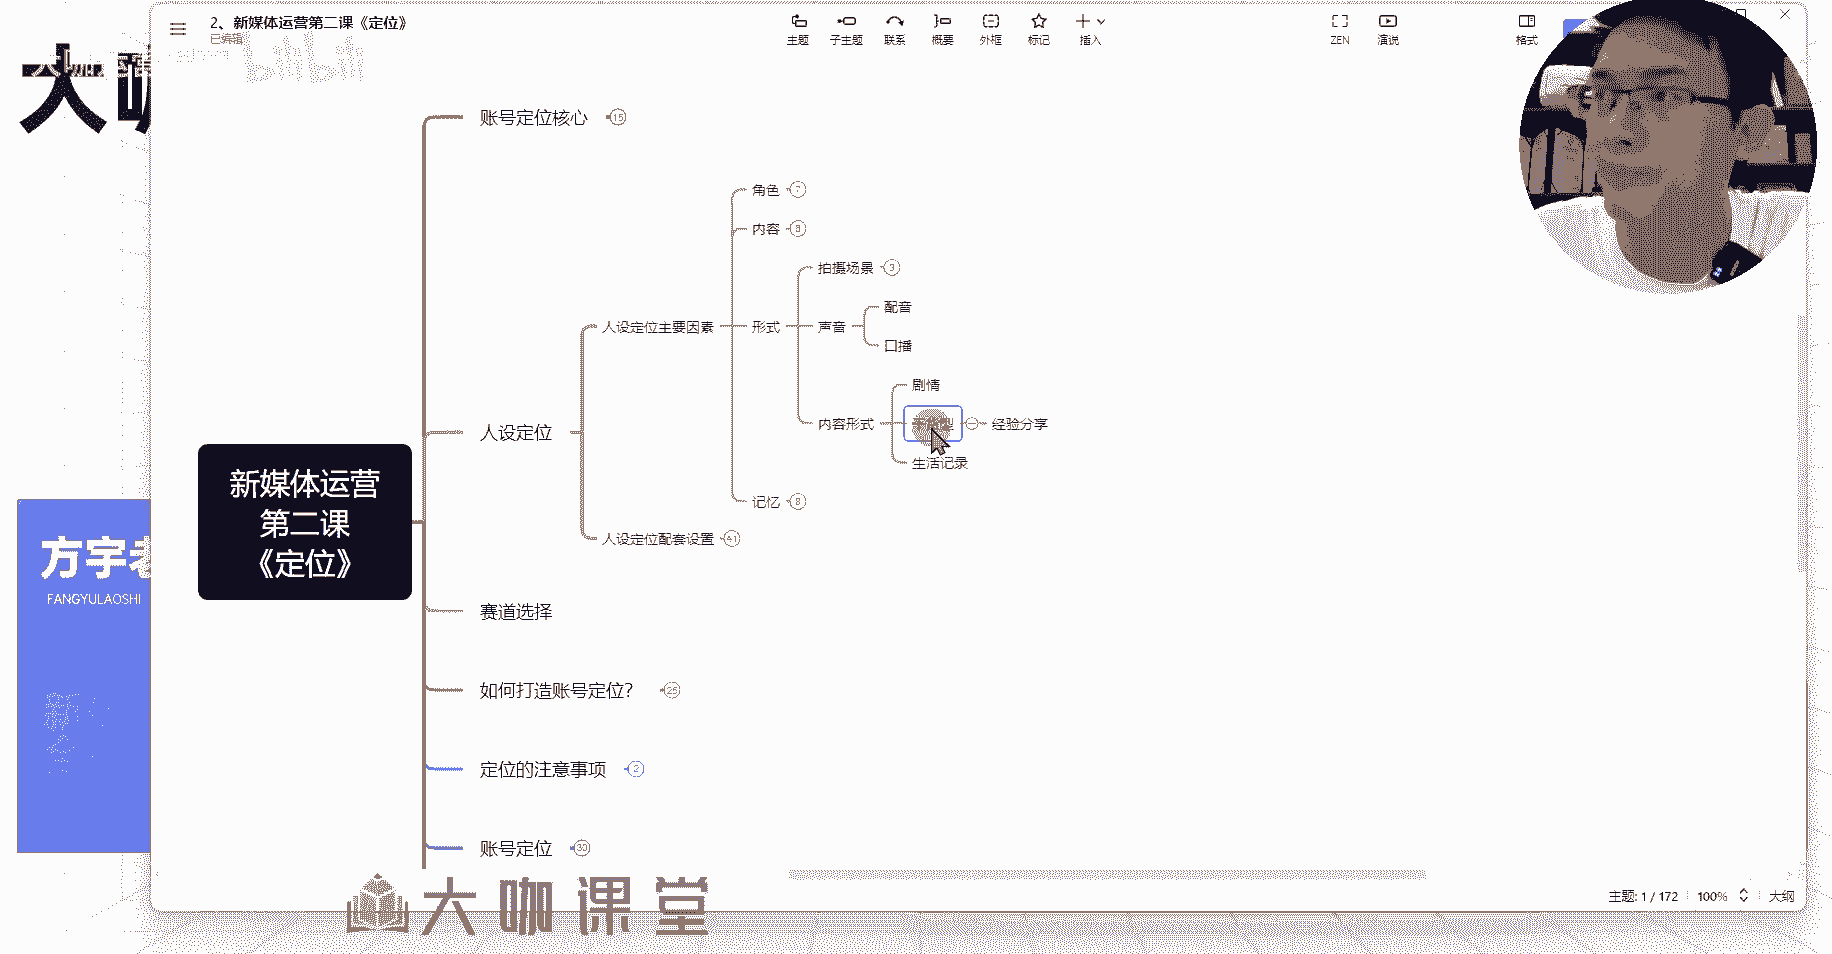 2、新媒体运营第二课《定位》
已编辑
主题
子主题
联系
概要
外框
标记
插入
ZEN
演说
格式
bilibili
账号定位核心 15
角色 7
内容 8
拍摄场景 3
配音
人设定位主要因素
形式
声音
口播
剧情
人设定位
内容形式
经验分享
生活记录
记忆 8
人设定位配套设置 41
新媒体运营
第二课
《定位》
方宇
FANGYULAOSHI
赛道选择
如何打造账号定位? 25
定位的注意事项 2
账号定位 30
大咖课堂
主题: 1 / 172
100%
大纲